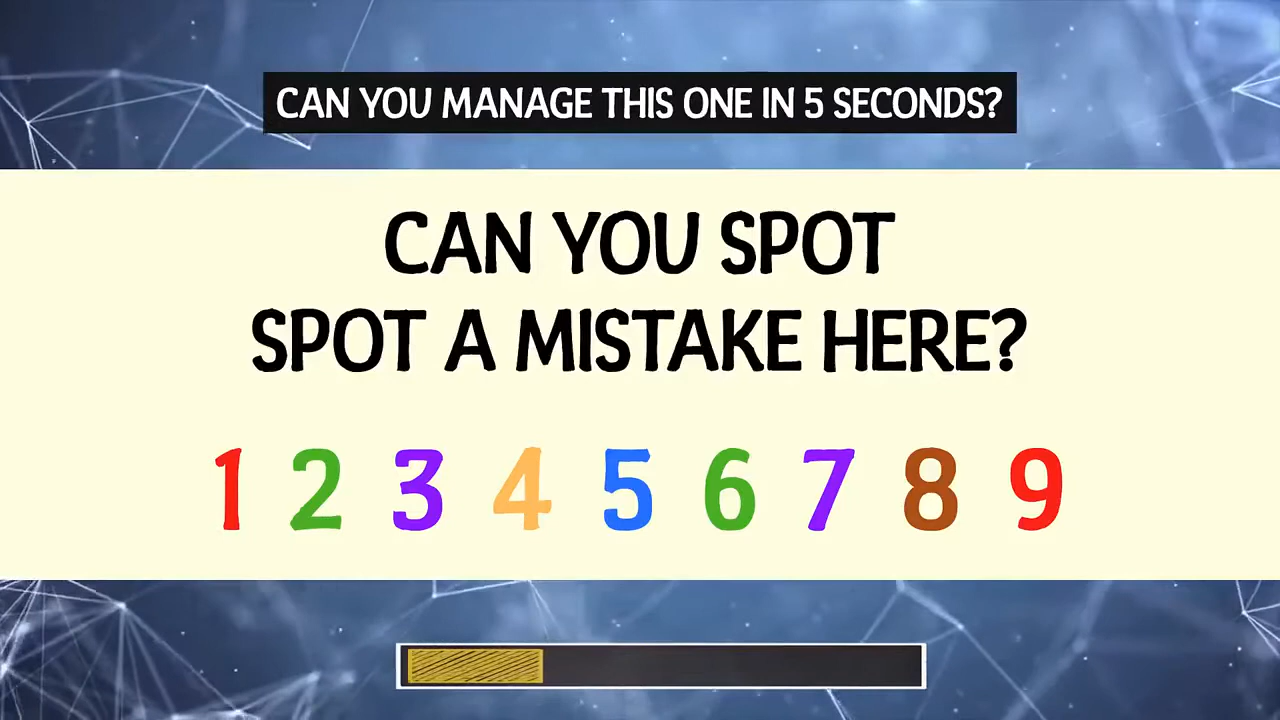 CAN YOU MANAGE THIS ONE IN 5 SECONDS?
CAN YOU SPOT
SPOT A MISTAKE HERE?
1 2 3 4 5 6 7 8 9